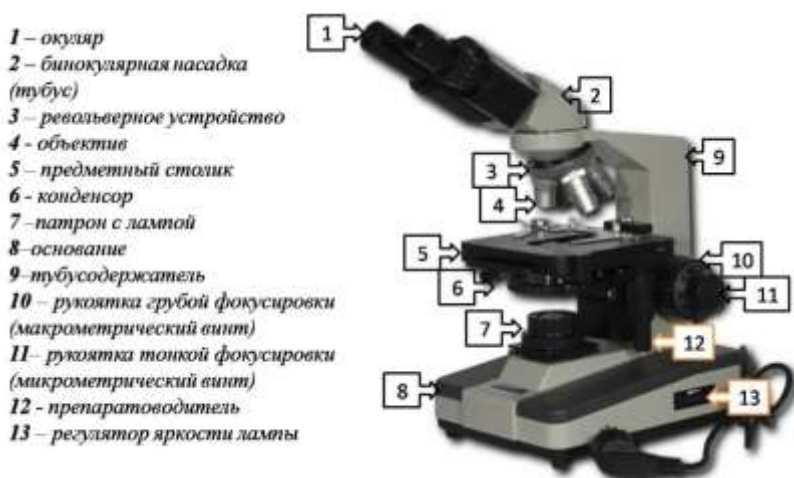 1 – окуляр
2 – бинокулярная насадка
(тубус)
3 – револьверное устройство
4 - объектив
5 – предметный столик
6 - конденсор
7 –патрон с лампой
8–основание
9–тубусодержатель
10 – рукоятка грубой фокусировки
(макрометрический винт)
11– рукоятка тонкой фокусировки
(микрометрический винт)
12 - препаратоводитель
13 – регулятор яркости лампы
1
2
3
9
4
5
10
6
11
7
12
8
13